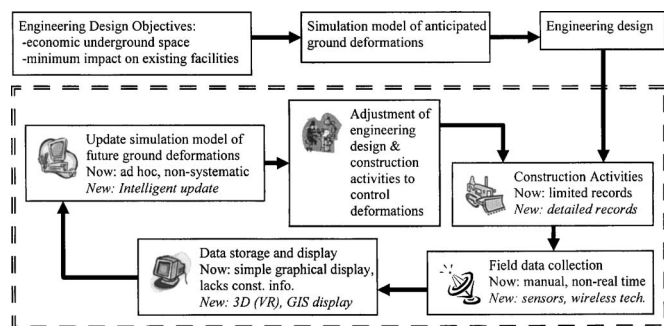 Engineering Design Objectives:
-economic underground space
-minimum impact on existing facilities
Simulation model of anticipated
ground deformations
Engineering design
Update simulation model of
future ground deformations
Now: ad hoc, non-systematic
New: Intelligent update
Adjustment of
engineering
design &
construction
activities to
control
deformations
Construction Activities
Now: limited records
New: detailed records
Data storage and display
Now: simple graphical display,
lacks const. info.
New: 3D (VR), GIS display
Field data collection
Now: manual, non-real time
New: sensors, wireless tech.